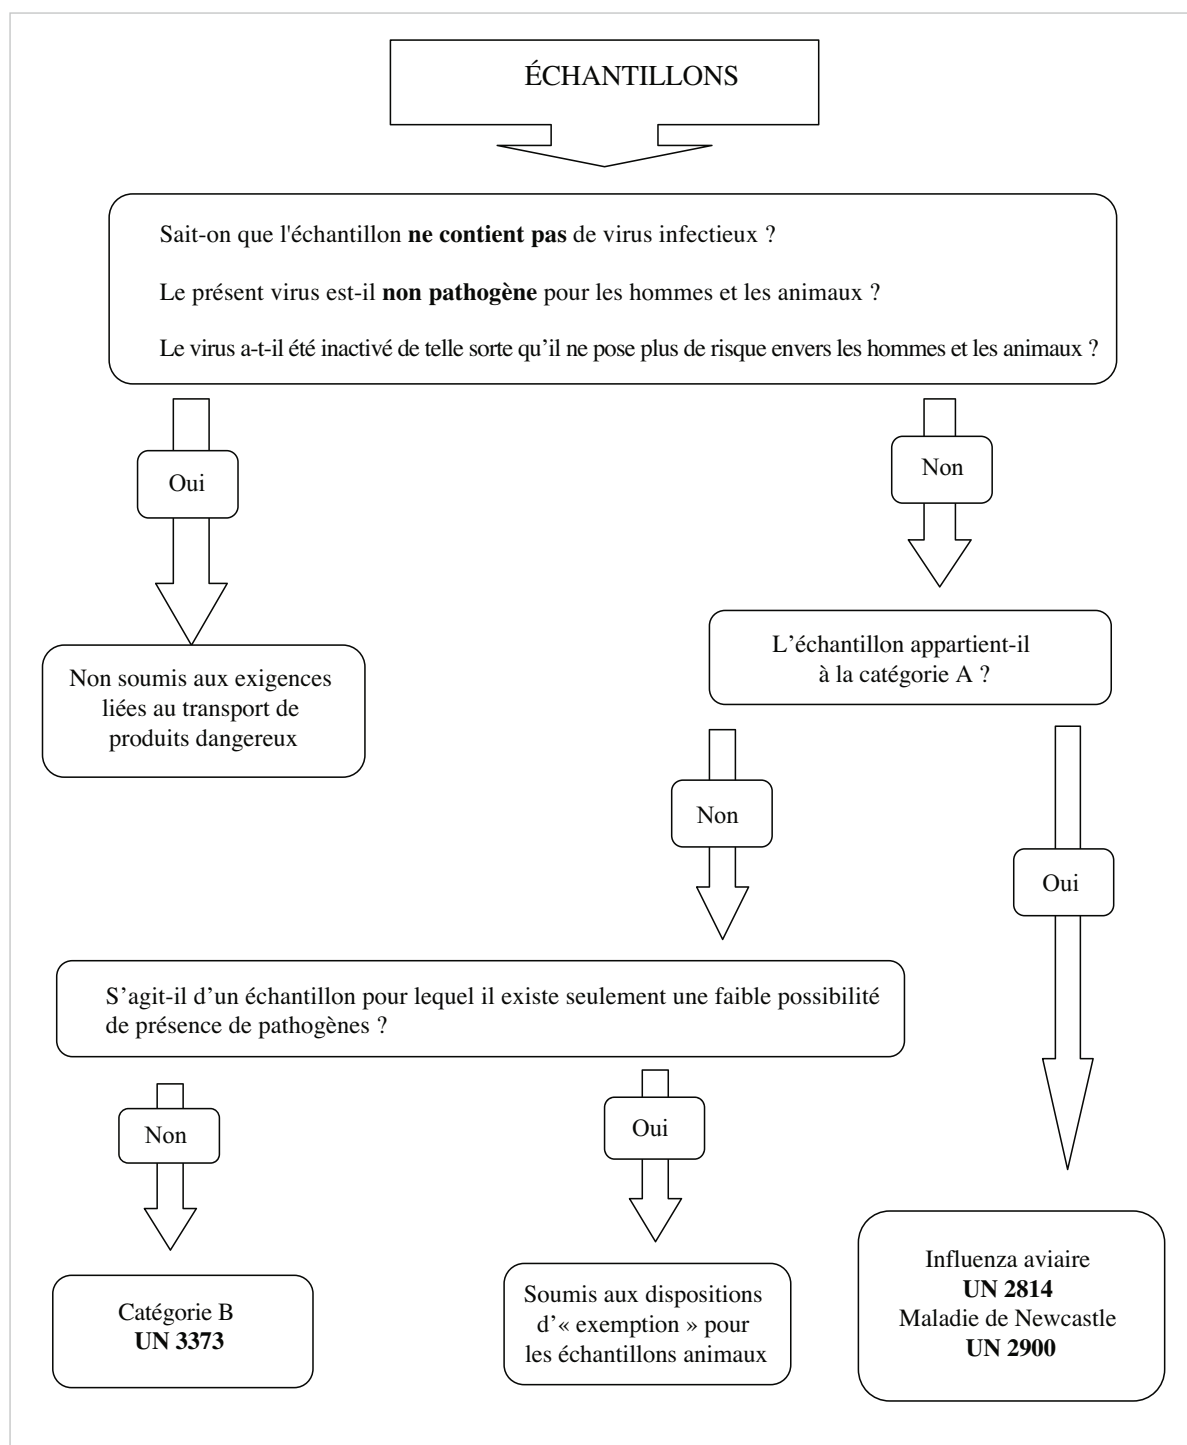 ÉCHANTILLONS
Sait-on que l'échantillon ne contient pas de virus infectieux ?
Le présent virus est-il non pathogène pour les hommes et les animaux ?
Le virus a-t-il été inactivé de telle sorte qu’il ne pose plus de risque envers les hommes et les animaux ?
Oui
Non
Non soumis aux exigences
liées au transport de
produits dangereux
L’échantillon appartient-il
à la catégorie A ?
Non
Oui
S’agit-il d’un échantillon pour lequel il existe seulement une faible possibilité
de présence de pathogènes ?
Non
Oui
Catégorie B
UN 3373
Soumis aux dispositions
d’« exemption » pour
les échantillons animaux
Influenza aviaire
UN 2814
Maladie de Newcastle
UN 2900